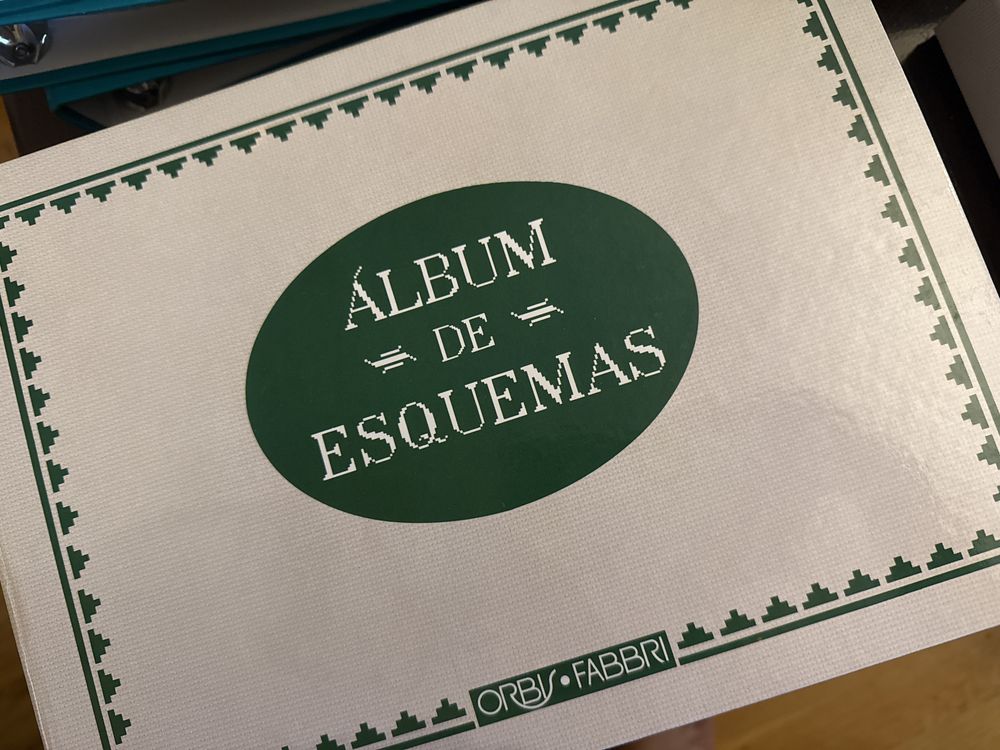 ÁLBUM
DE
ESQUEMAS
ORBIS•FABBRI